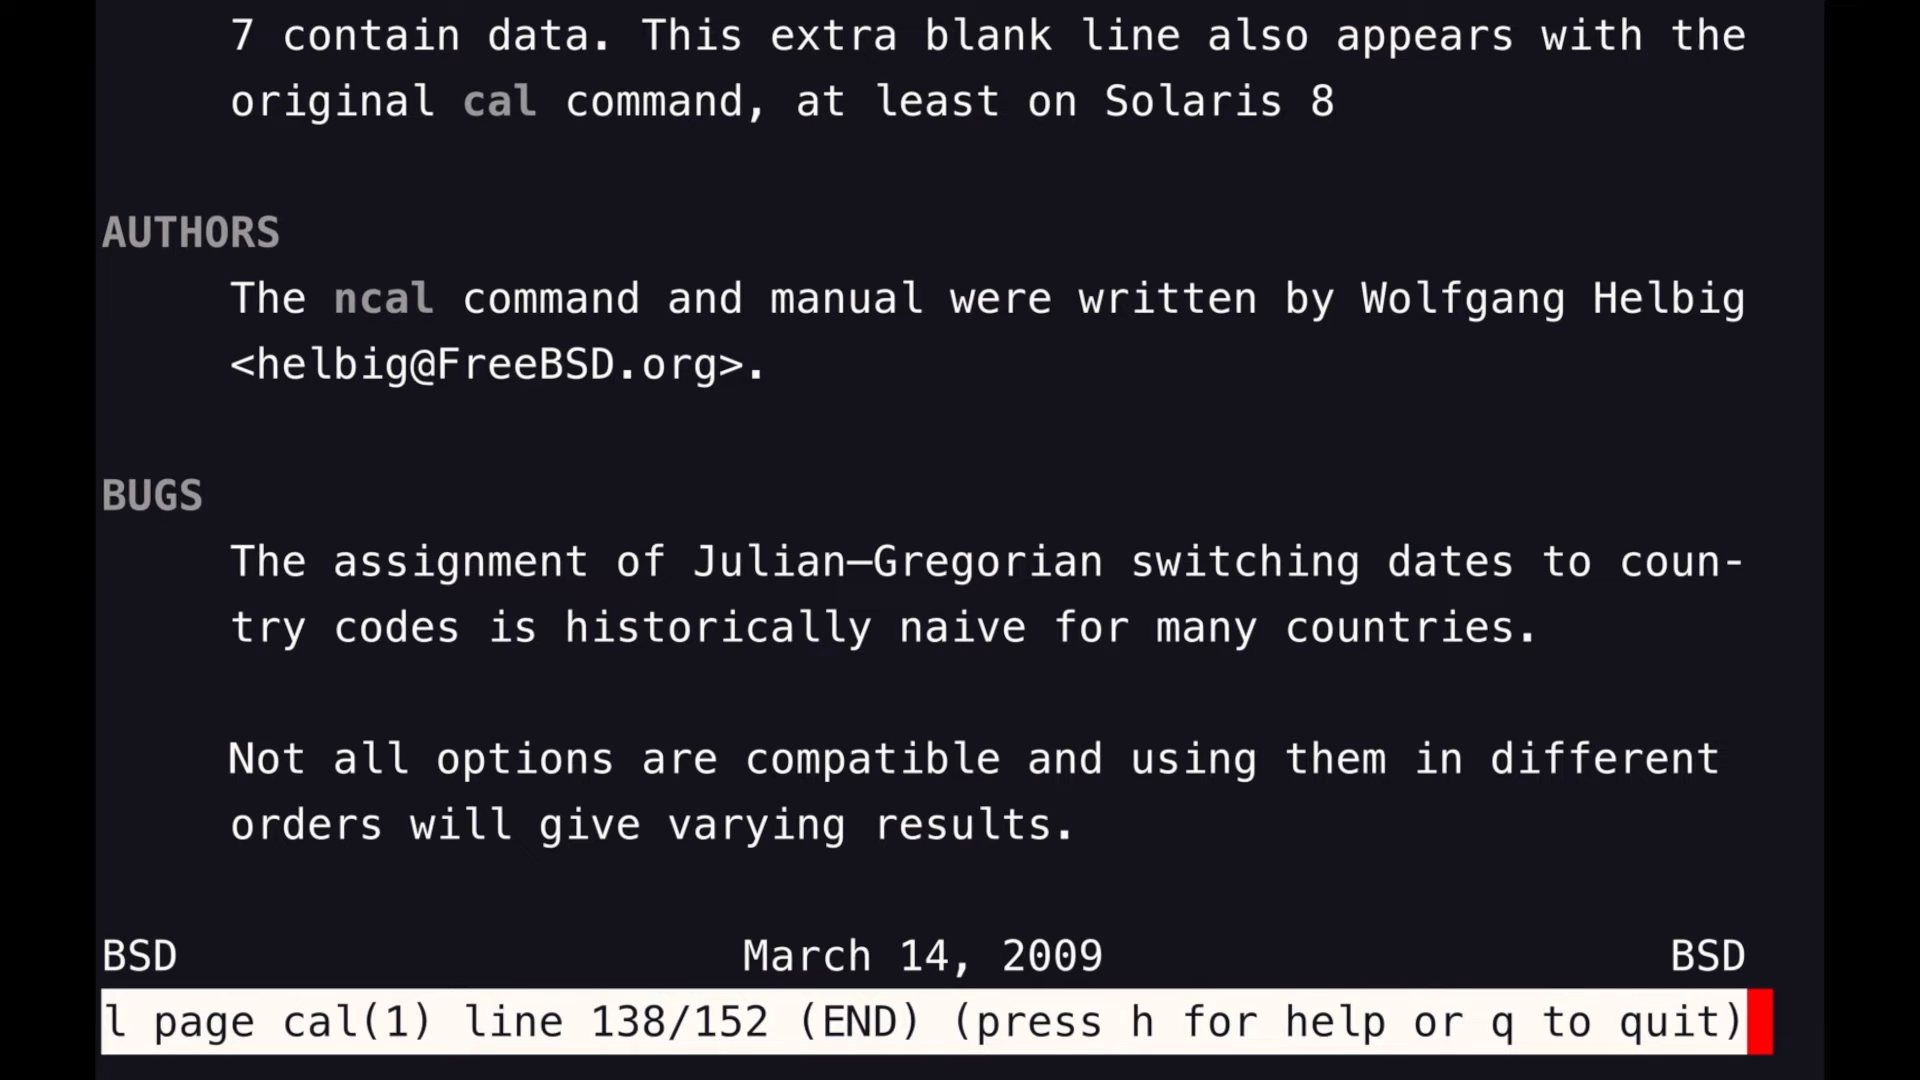 7 contain data. This extra blank line also appears with the
original cal command, at least on Solaris 8
AUTHORS
The ncal command and manual were written by Wolfgang Helbig
<helbig@FreeBSD.org>.
BUGS
The assignment of Julian—Gregorian switching dates to coun-
try codes is historically naive for many countries.
Not all options are compatible and using them in different
orders will give varying results.
BSD March 14, 2009 BSD
l page cal(1) line 138/152 (END) (press h for help or q to quit)